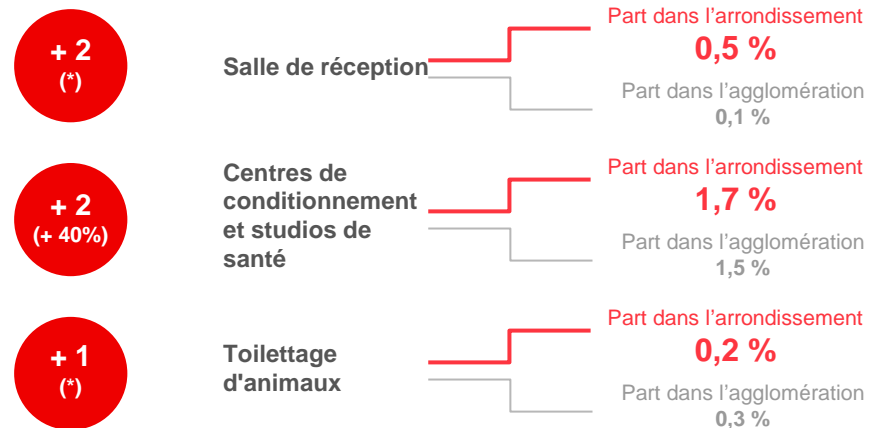 + 2
(*)
Salle de réception
Part dans l'arrondissement
0,5 %
Part dans l'agglomération
0,1 %
+ 2
(+ 40%)
Centres de
conditionnement
et studios de
santé
Part dans l'arrondissement
1,7 %
Part dans l'agglomération
1,5 %
+ 1
(*)
Toilettage
d'animaux
Part dans l'arrondissement
0,2 %
Part dans l'agglomération
0,3 %